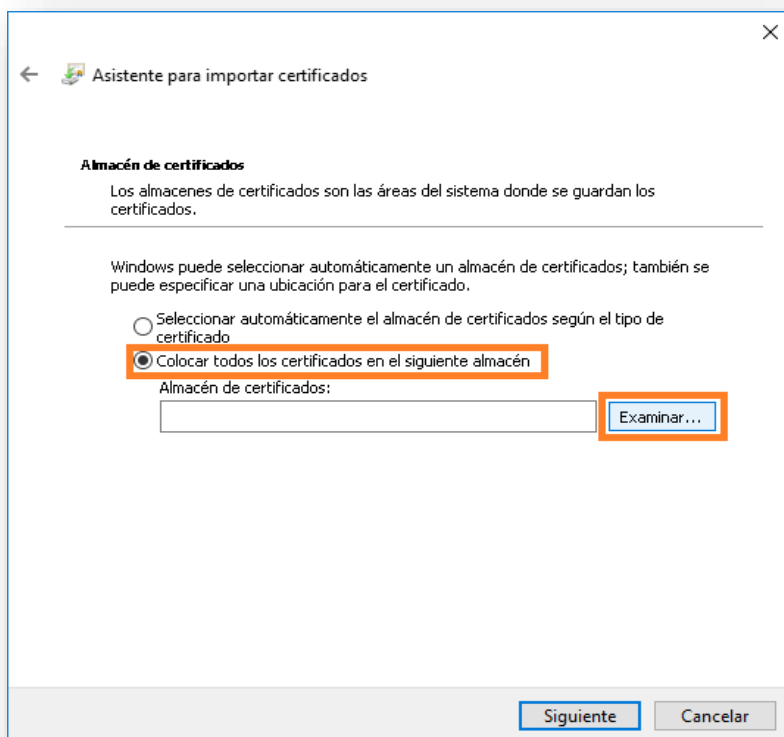 Asistente para importar certificados
Almacén de certificados
Los almacenes de certificados son las áreas del sistema donde se guardan los
certificados.
Windows puede seleccionar automáticamente un almacén de certificados; también se
puede especificar una ubicación para el certificado.
Seleccionar automáticamente el almacén de certificados según el tipo de
certificado
Colocar todos los certificados en el siguiente almacén
Almacén de certificados:
Examinar...
Siguiente
Cancelar